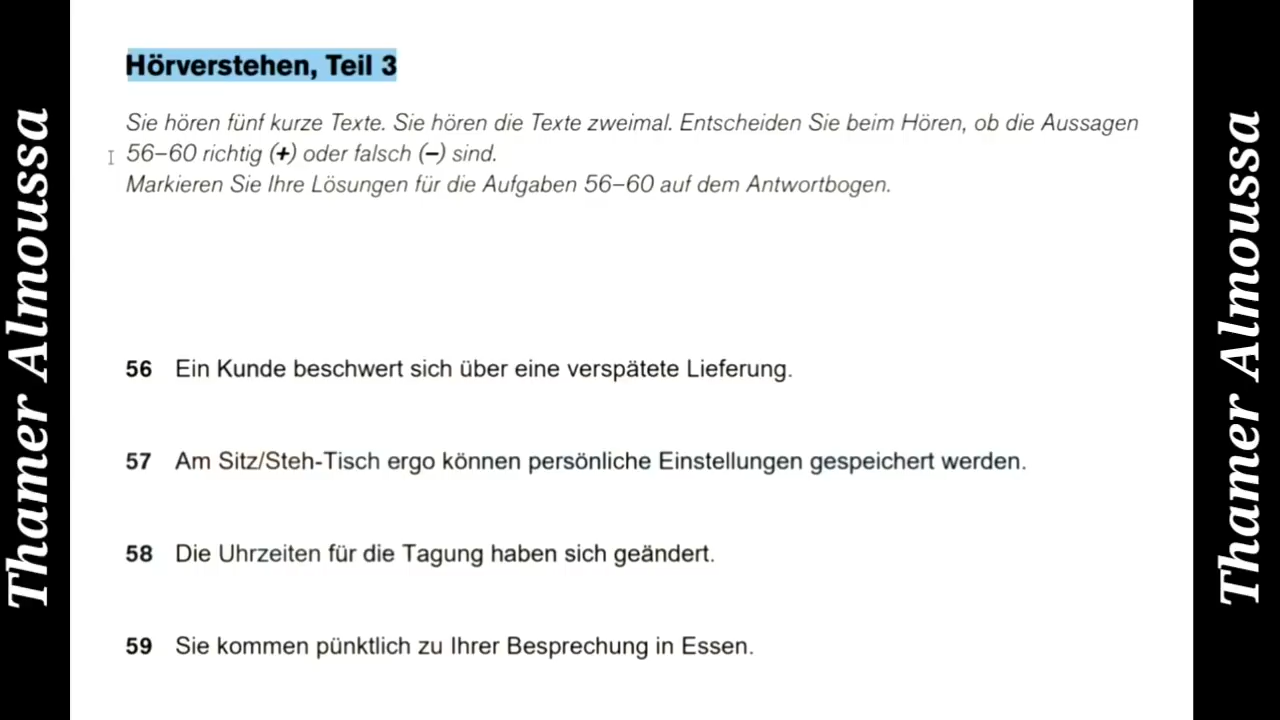 Thamer Almoussa
Hörverstehen, Teil 3
Sie hören fünf kurze Texte. Sie hören die Texte zweimal. Entscheiden Sie beim Hören, ob die Aussagen
56–60 richtig (+) oder falsch (–) sind.
Markieren Sie Ihre Lösungen für die Aufgaben 56–60 auf dem Antwortbogen.
56 Ein Kunde beschwert sich über eine verspätete Lieferung.
57 Am Sitz/Steh-Tisch ergo können persönliche Einstellungen gespeichert werden.
58 Die Uhrzeiten für die Tagung haben sich geändert.
59 Sie kommen pünktlich zu Ihrer Besprechung in Essen.
Thamer Almoussa